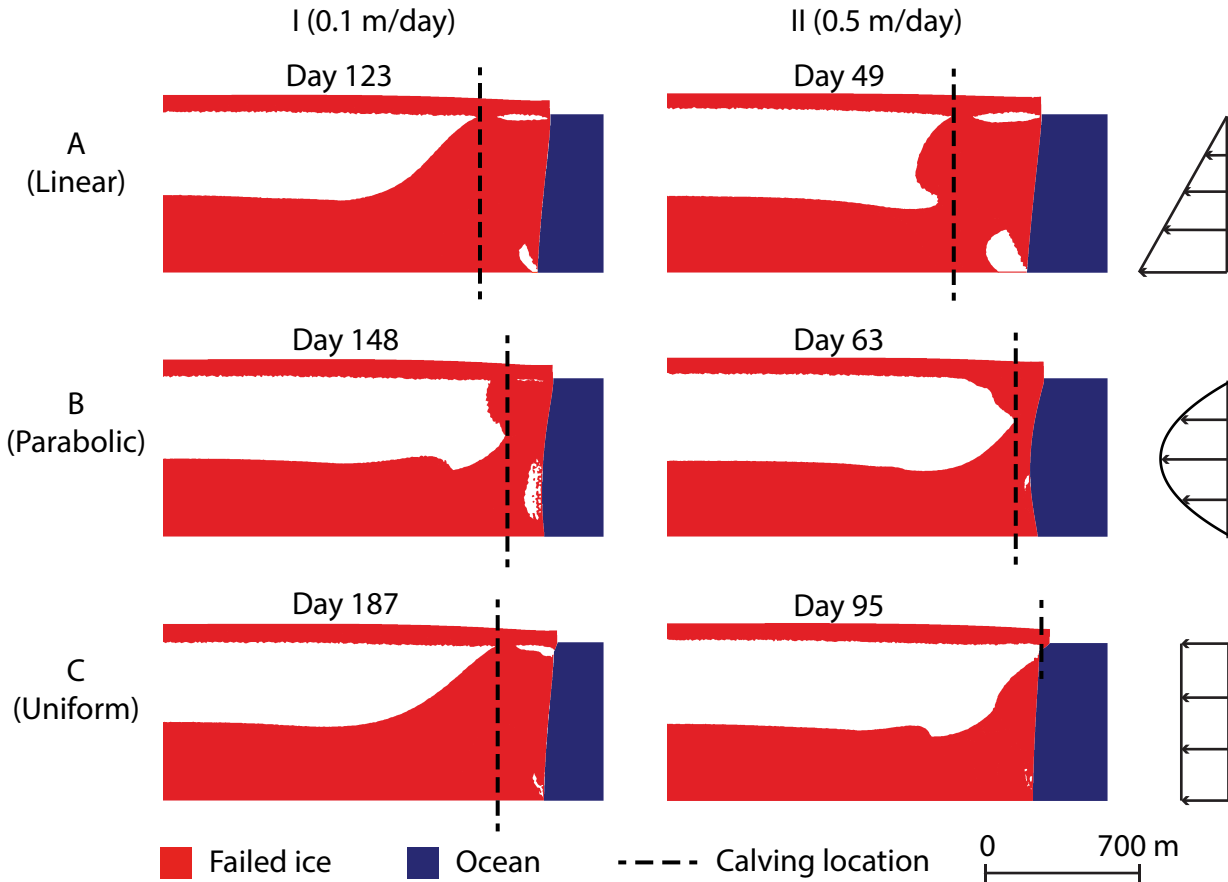 I (0.1 m/day)
II (0.5 m/day)
A
(Linear)
Day 123
Day 49
B
(Parabolic)
Day 148
Day 63
C
(Uniform)
Day 187
Day 95
Failed ice
Ocean
Calving location
0
700 m